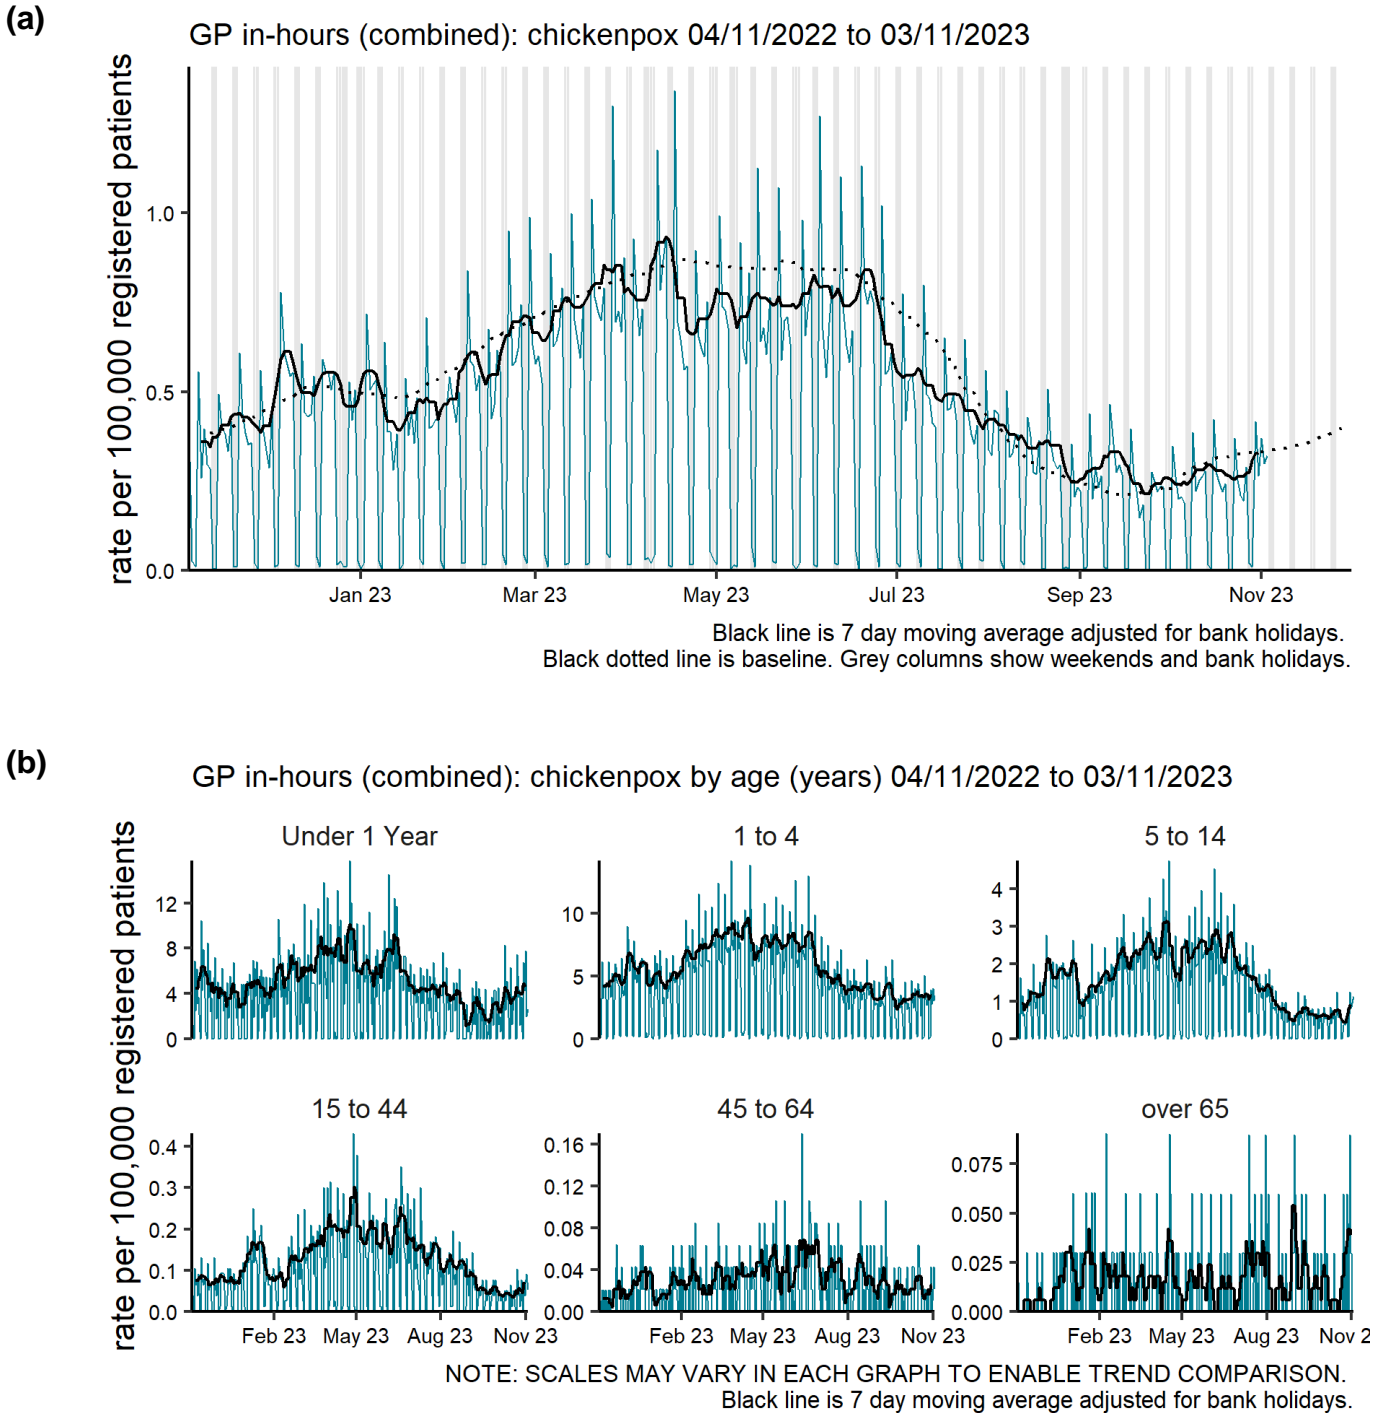 (a)
GP in-hours (combined): chickenpox 04/11/2022 to 03/11/2023
rate per 100,000 registered patients
1.0
0.5
0.0
Jan 23 Mar 23 May 23 Jul 23 Sep 23 Nov 23
Black line is 7 day moving average adjusted for bank holidays.
Black dotted line is baseline. Grey columns show weekends and bank holidays.
(b)
GP in-hours (combined): chickenpox by age (years) 04/11/2022 to 03/11/2023
rate per 100,000 registered patients
Under 1 Year
12
8
4
0
1 to 4
10
5
0
5 to 14
4
3
2
1
0
15 to 44
0.4
0.3
0.2
0.1
0.0
Feb 23 May 23 Aug 23 Nov 23
45 to 64
0.16
0.12
0.08
0.04
0.00
Feb 23 May 23 Aug 23 Nov 23
over 65
0.075
0.050
0.025
0.000
Feb 23 May 23 Aug 23 Nov 2
NOTE: SCALES MAY VARY IN EACH GRAPH TO ENABLE TREND COMPARISON.
Black line is 7 day moving average adjusted for bank holidays.